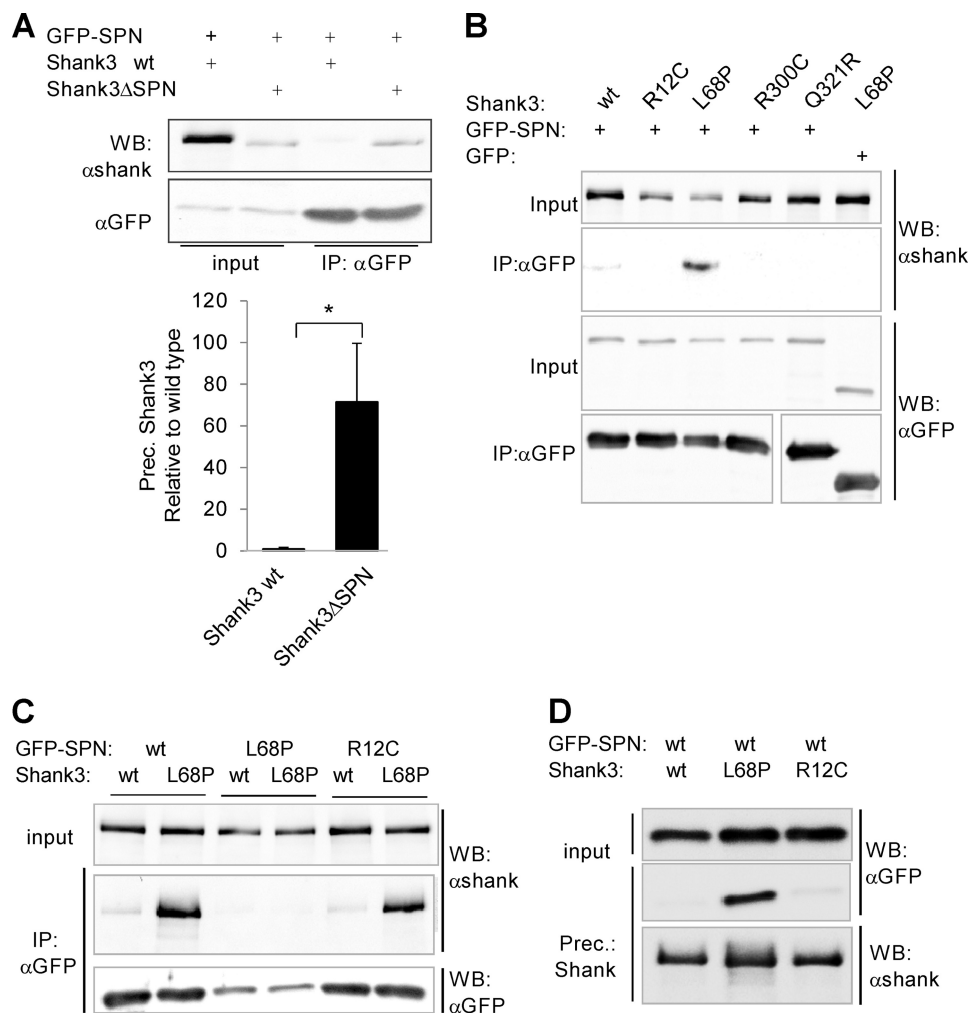 A
GFP-SPN + + + +
Shank3 wt + +
Shank3ΔSPN + +
WB:
αshank
αGFP
input IP: αGFP
120
100
80
60
40
20
0
Prec. Shank3
Relative to wild type
*
Shank3 wt
Shank3ΔSPN
B
Shank3: wt R12C L68P R300C Q321R L68P
GFP-SPN: + + + + +
GFP: +
Input
IP:αGFP
WB:
αshank
Input
IP:αGFP
WB:
αGFP
C
GFP-SPN: wt L68P R12C
Shank3: wt L68P wt L68P wt L68P
input
WB:
αshank
IP:
αGFP
WB:
αGFP
D
GFP-SPN: wt wt wt
Shank3: wt L68P R12C
input
WB:
αGFP
Prec.:
Shank
WB:
αshank